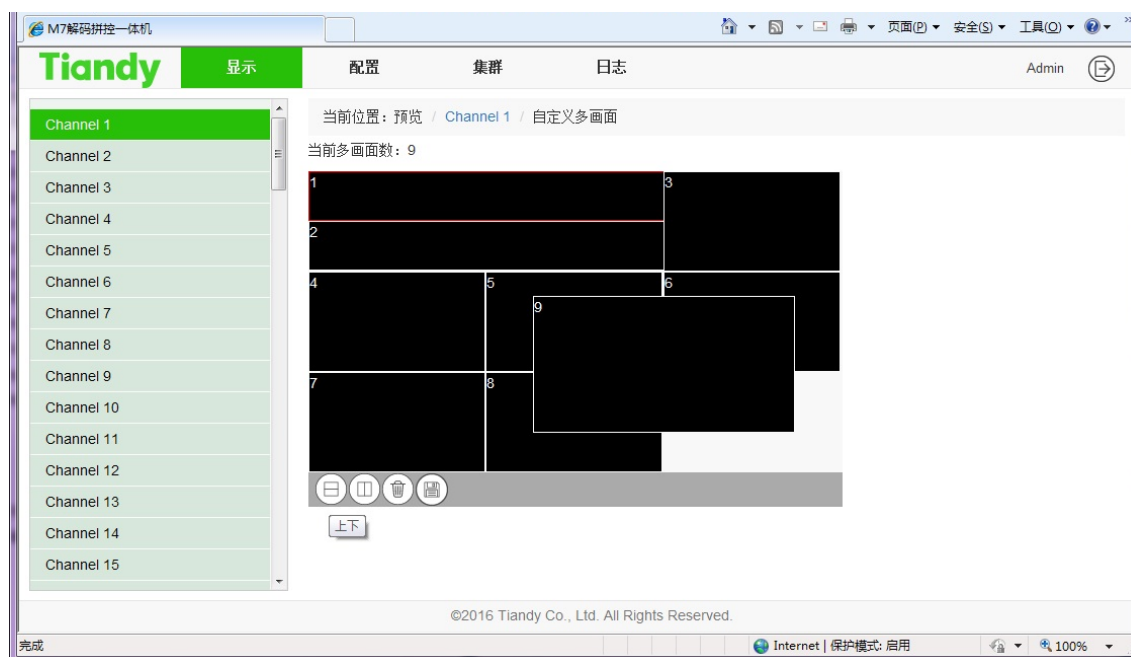 M7解码拼控一体机
页面(P) 安全(S) 工具(O)
Tiandy 显示 配置 集群 日志 Admin
当前位置：预览 / Channel 1 / 自定义多画面
当前多画面数：9
Channel 1
Channel 2
Channel 3
Channel 4
Channel 5
Channel 6
Channel 7
Channel 8
Channel 9
Channel 10
Channel 11
Channel 12
Channel 13
Channel 14
Channel 15
1
3
2
4
5
6
9
7
8
上下
©2016 Tiandy Co., Ltd. All Rights Reserved.
完成 Internet | 保护模式: 启用 100%